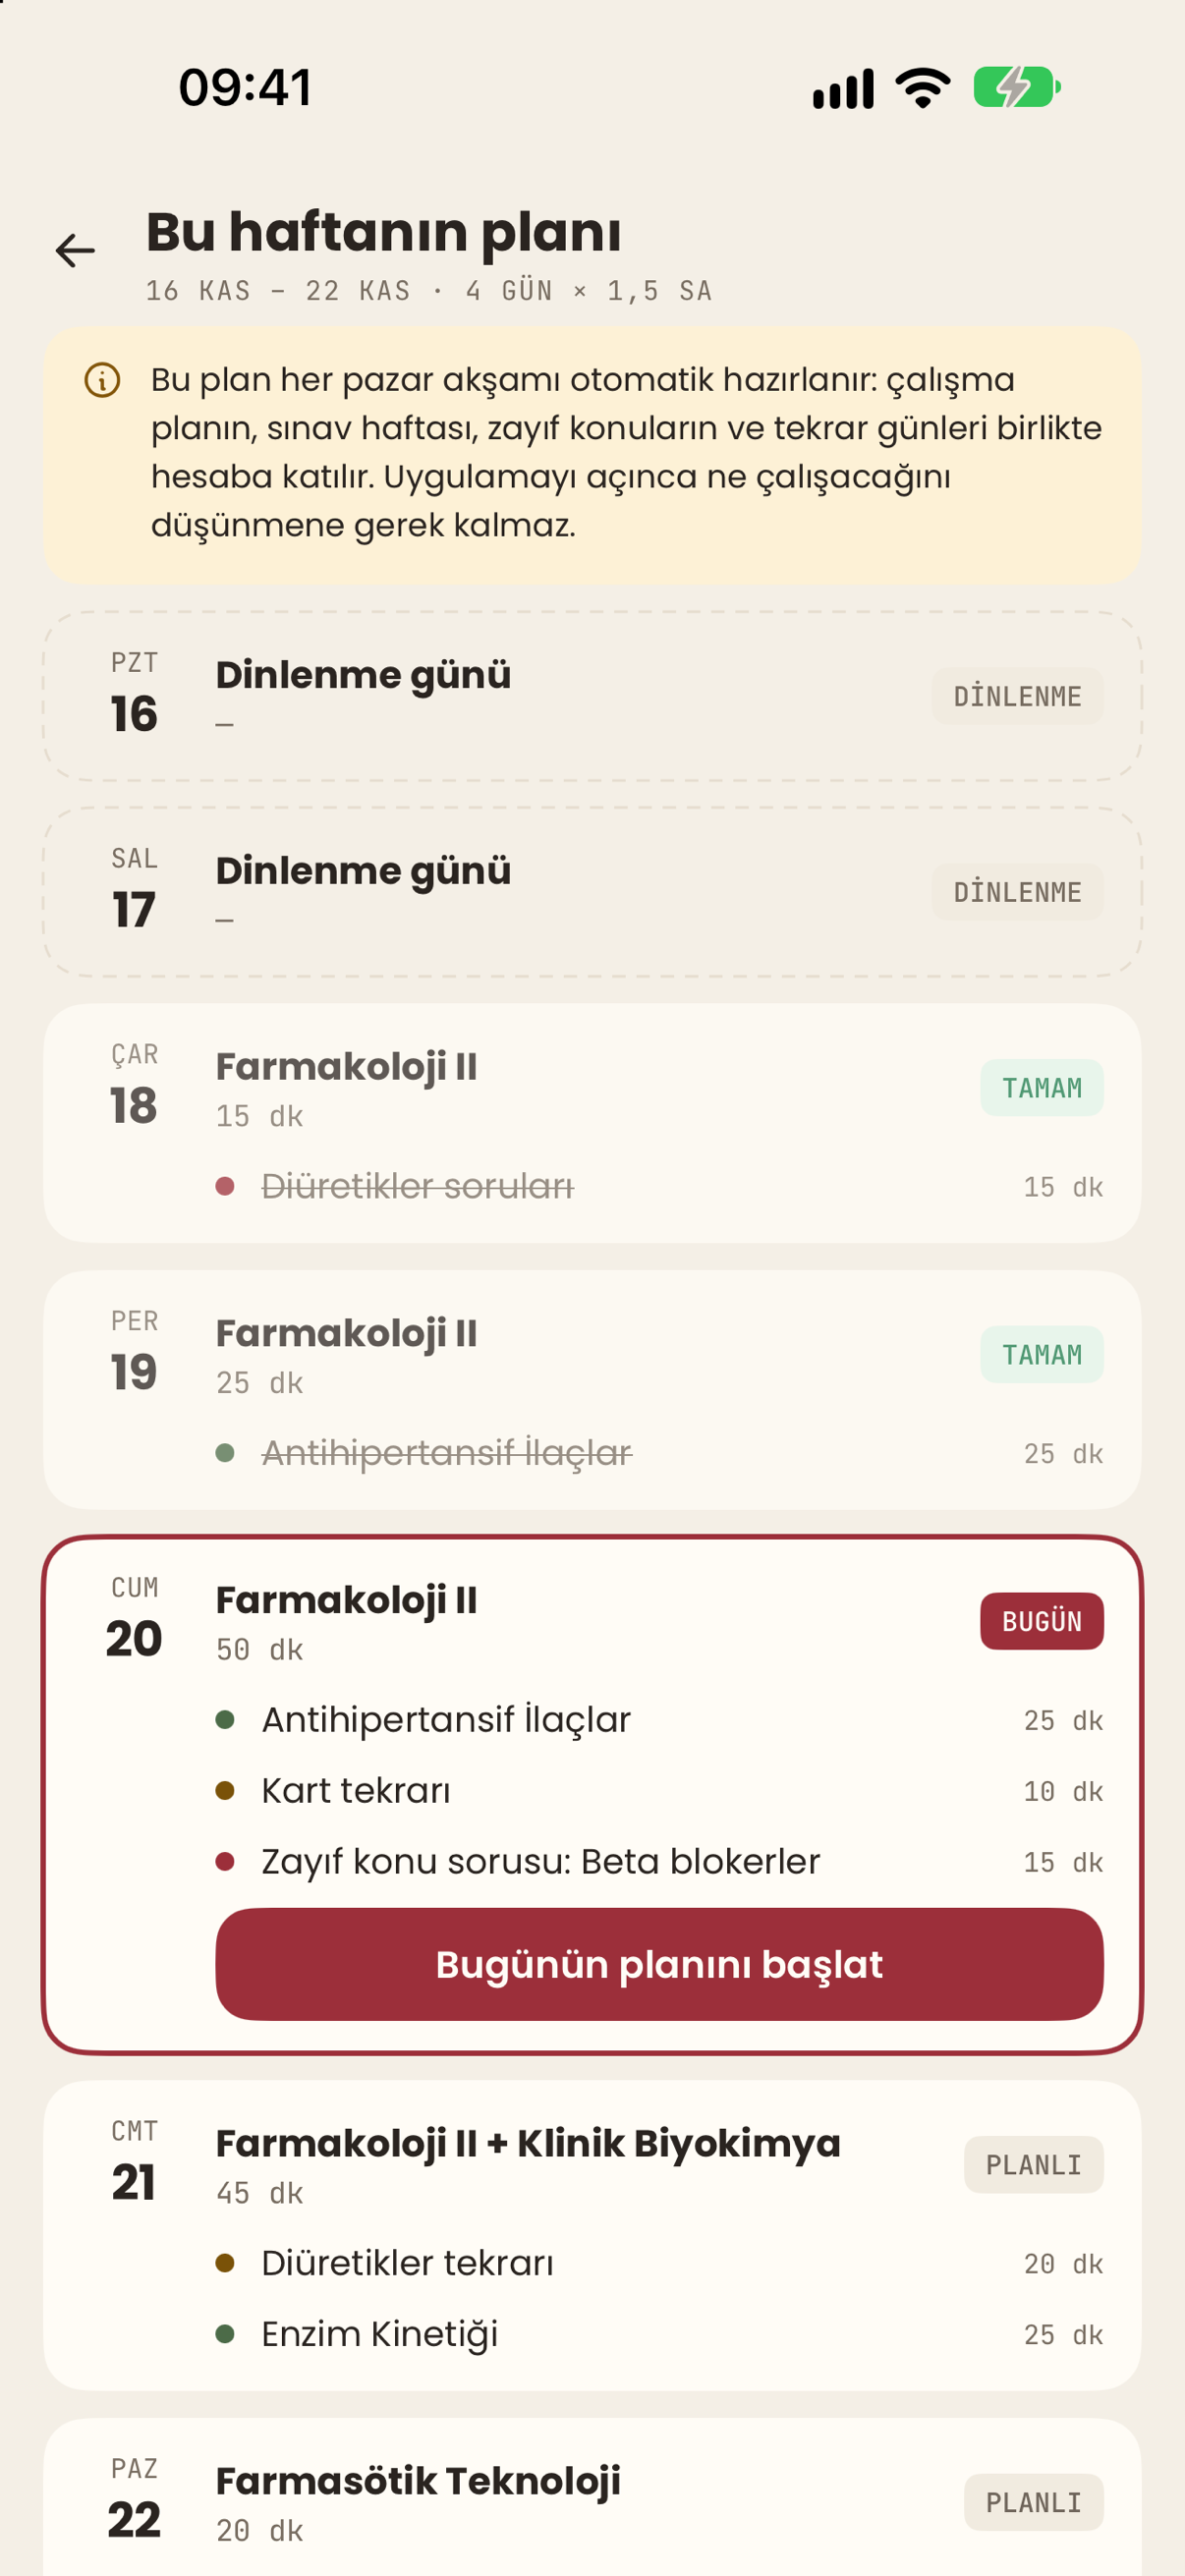 09:41
Bu haftanın planı
16 KAS – 22 KAS · 4 GÜN × 1,5 SA
Bu plan her pazar akşamı otomatik hazırlanır: çalışma
planın, sınav haftası, zayıf konuların ve tekrar günleri birlikte
hesaba katılır. Uygulamayı açınca ne çalışacağını
düşünmene gerek kalmaz.
PZT
16
Dinlenme günü
—
DİNLENME
SAL
17
Dinlenme günü
—
DİNLENME
ÇAR
18
Farmakoloji II
15 dk
TAMAM
Diüretikler soruları
15 dk
PER
19
Farmakoloji II
25 dk
TAMAM
Antihipertansif İlaçlar
25 dk
CUM
20
Farmakoloji II
50 dk
BUGÜN
Antihipertansif İlaçlar
25 dk
Kart tekrarı
10 dk
Zayıf konu sorusu: Beta blokerler
15 dk
Bugünün planını başlat
CMT
21
Farmakoloji II + Klinik Biyokimya
45 dk
PLANLI
Diüretikler tekrarı
20 dk
Enzim Kinetiği
25 dk
PAZ
22
Farmasötik Teknoloji
20 dk
PLANLI